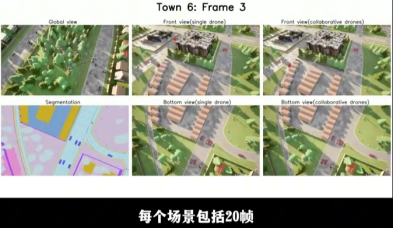 Town 6: Frame 3
Global view
Front view(single drone)
Front view(collaborative drones)
Segmentation
Bottom view(single drone)
Bottom view(collaborative drones)
每个场景包括20帧